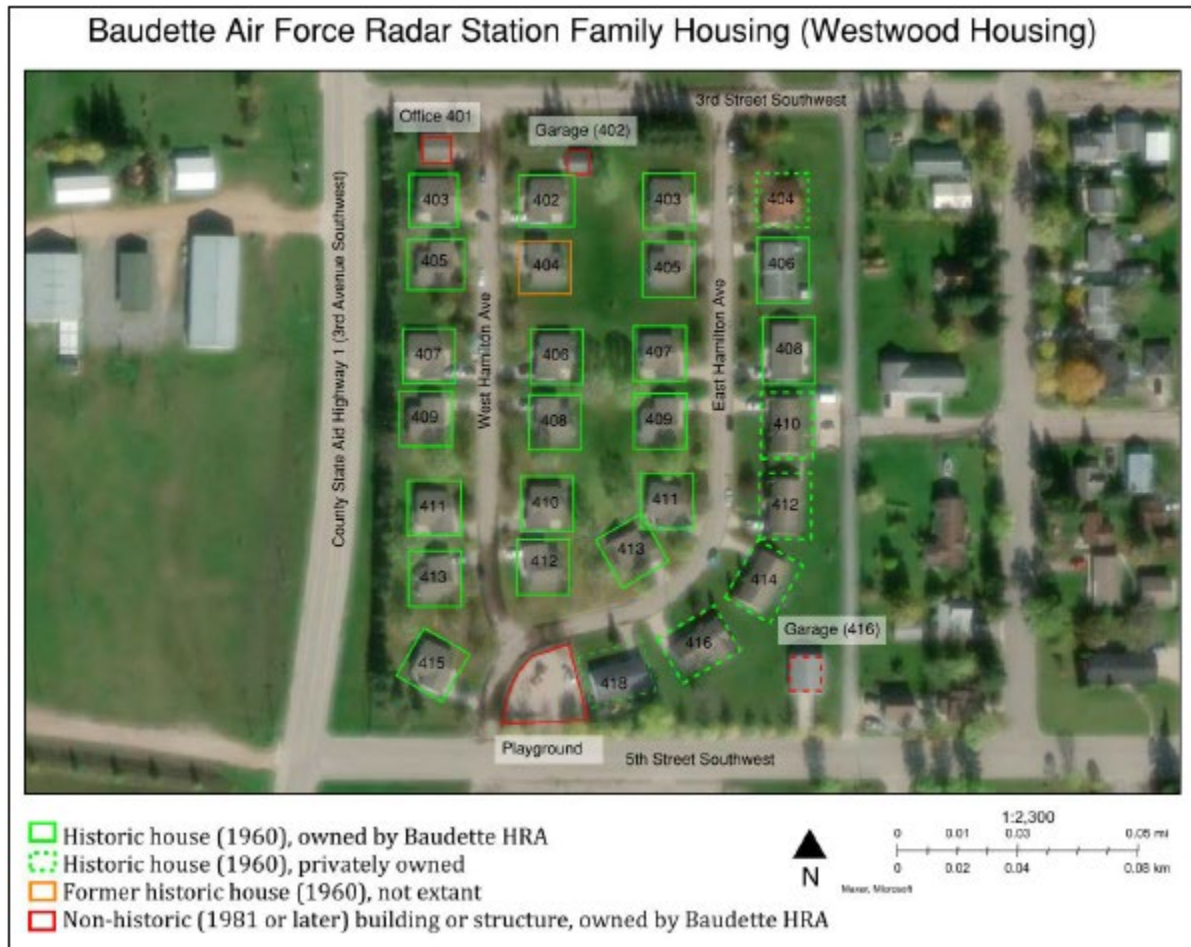 Baudette Air Force Radar Station Family Housing (Westwood Housing)
3rd Street Southwest
Office 401
Garage (402)
403
402
403
404
405
404
405
406
407
406
407
408
409
408
409
410
411
410
411
412
413
412
413
414
415
416
418
Garage (416)
County State Aid Highway 1 (3rd Avenue Southwest)
West Hamilton Ave
East Hamilton Ave
Playground
5th Street Southwest
Historic house (1960), owned by Baudette HRA
Historic house (1960), privately owned
Former historic house (1960), not extant
Non-historic (1981 or later) building or structure, owned by Baudette HRA
N
1:2,300
0 0.01 0.03 0.05 mi
0 0.02 0.04 0.08 km
Maxar, Microsoft